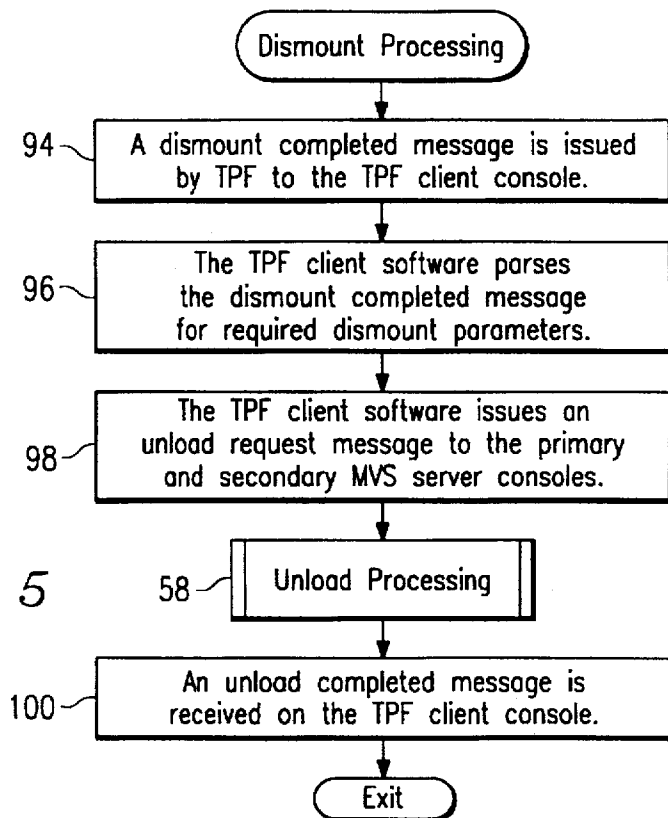 Dismount Processing
94
A dismount completed message is issued
by TPF to the TPF client console.
96
The TPF client software parses
the dismount completed message
for required dismount parameters.
98
The TPF client software issues an
unload request message to the primary
and secondary MVS server consoles.
5
58
Unload Processing
100
An unload completed message is
received on the TPF client console.
Exit